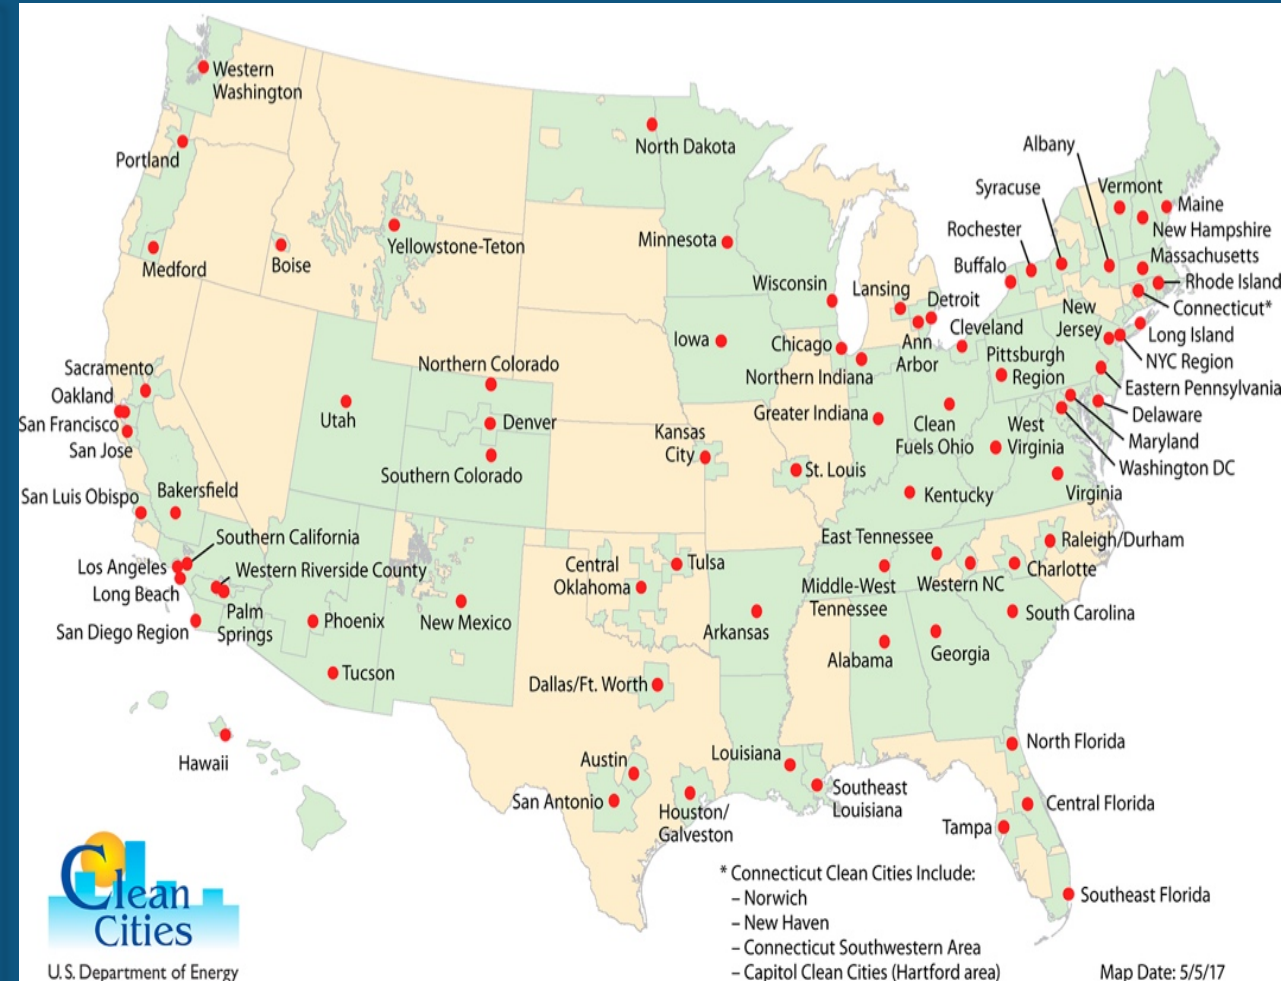 Western
Washington
Portland
Medford
Boise
Yellowstone-Teton
North Dakota
Minnesota
Wisconsin
Iowa
Chicago
Northern Indiana
Lansing
Detroit
Ann
Arbor
Cleveland
Albany
Syracuse
Rochester
Buffalo
Vermont
Maine
New Hampshire
Massachusetts
Rhode Island
Connecticut*
New
Jersey
Long Island
NYC Region
Eastern Pennsylvania
Pittsburgh
Region
Delaware
Maryland
Washington DC
West
Virginia
Virginia
Greater Indiana
Clean
Fuels Ohio
Kentucky
Sacramento
Oakland
San Francisco
San Jose
San Luis Obispo
Bakersfield
Southern California
Los Angeles
Long Beach
Western Riverside County
Palm
Springs
San Diego Region
Utah
Northern Colorado
Denver
Southern Colorado
Kansas
City
St. Louis
Phoenix
Tucson
New Mexico
Central
Oklahoma
Tulsa
Arkansas
East Tennessee
Middle-West
Tennessee
Western NC
Raleigh/Durham
Charlotte
South Carolina
Alabama
Georgia
Dallas/Ft. Worth
Austin
San Antonio
Houston/
Galveston
Louisiana
Southeast
Louisiana
North Florida
Central Florida
Tampa
Southeast Florida
Hawaii
Clean
Cities
U.S. Department of Energy
* Connecticut Clean Cities Include:
– Norwich
– New Haven
– Connecticut Southwestern Area
– Capitol Clean Cities (Hartford area)
Map Date: 5/5/17